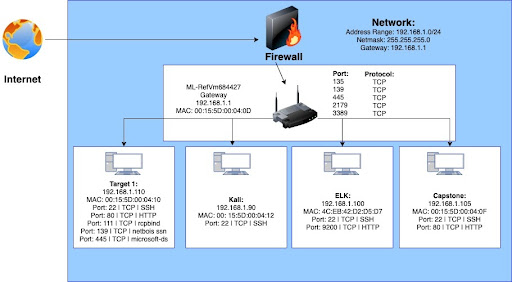 Internet
Firewall
Network:
Address Range: 192.168.1.0/24
Netmask: 255.255.255.0
Gateway: 192.168.1.1
ML-RefVm684427
Gateway
192.168.1.1
MAC: 00:15:5D:00:04:0D
Port: Protocol:
135 TCP
139 TCP
445 TCP
2179 TCP
3389 TCP
Target 1:
192.168.1.110
MAC: 00:15:5D:00:04:10
Port: 22 | TCP | SSH
Port: 80 | TCP | HTTP
Port: 111 | TCP | rcpbind
Port: 139 | TCP | netbois ssn
Port: 445 | TCP | microsoft-ds
Kali:
192.168.1.90
MAC: 00: 15:5D:00:04:12
Port: 22 | TCP | SSH
ELK:
192.168.1.100
MAC: 4C:EB:42:D2:D5:D7
Port: 22 | TCP | SSH
Port: 9200 | TCP | HTTP
Capstone:
192.168.1.105
MAC: 00:15:5D:00:04:0F
Port: 22 | TCP | SSH
Port: 80 | TCP | HTTP